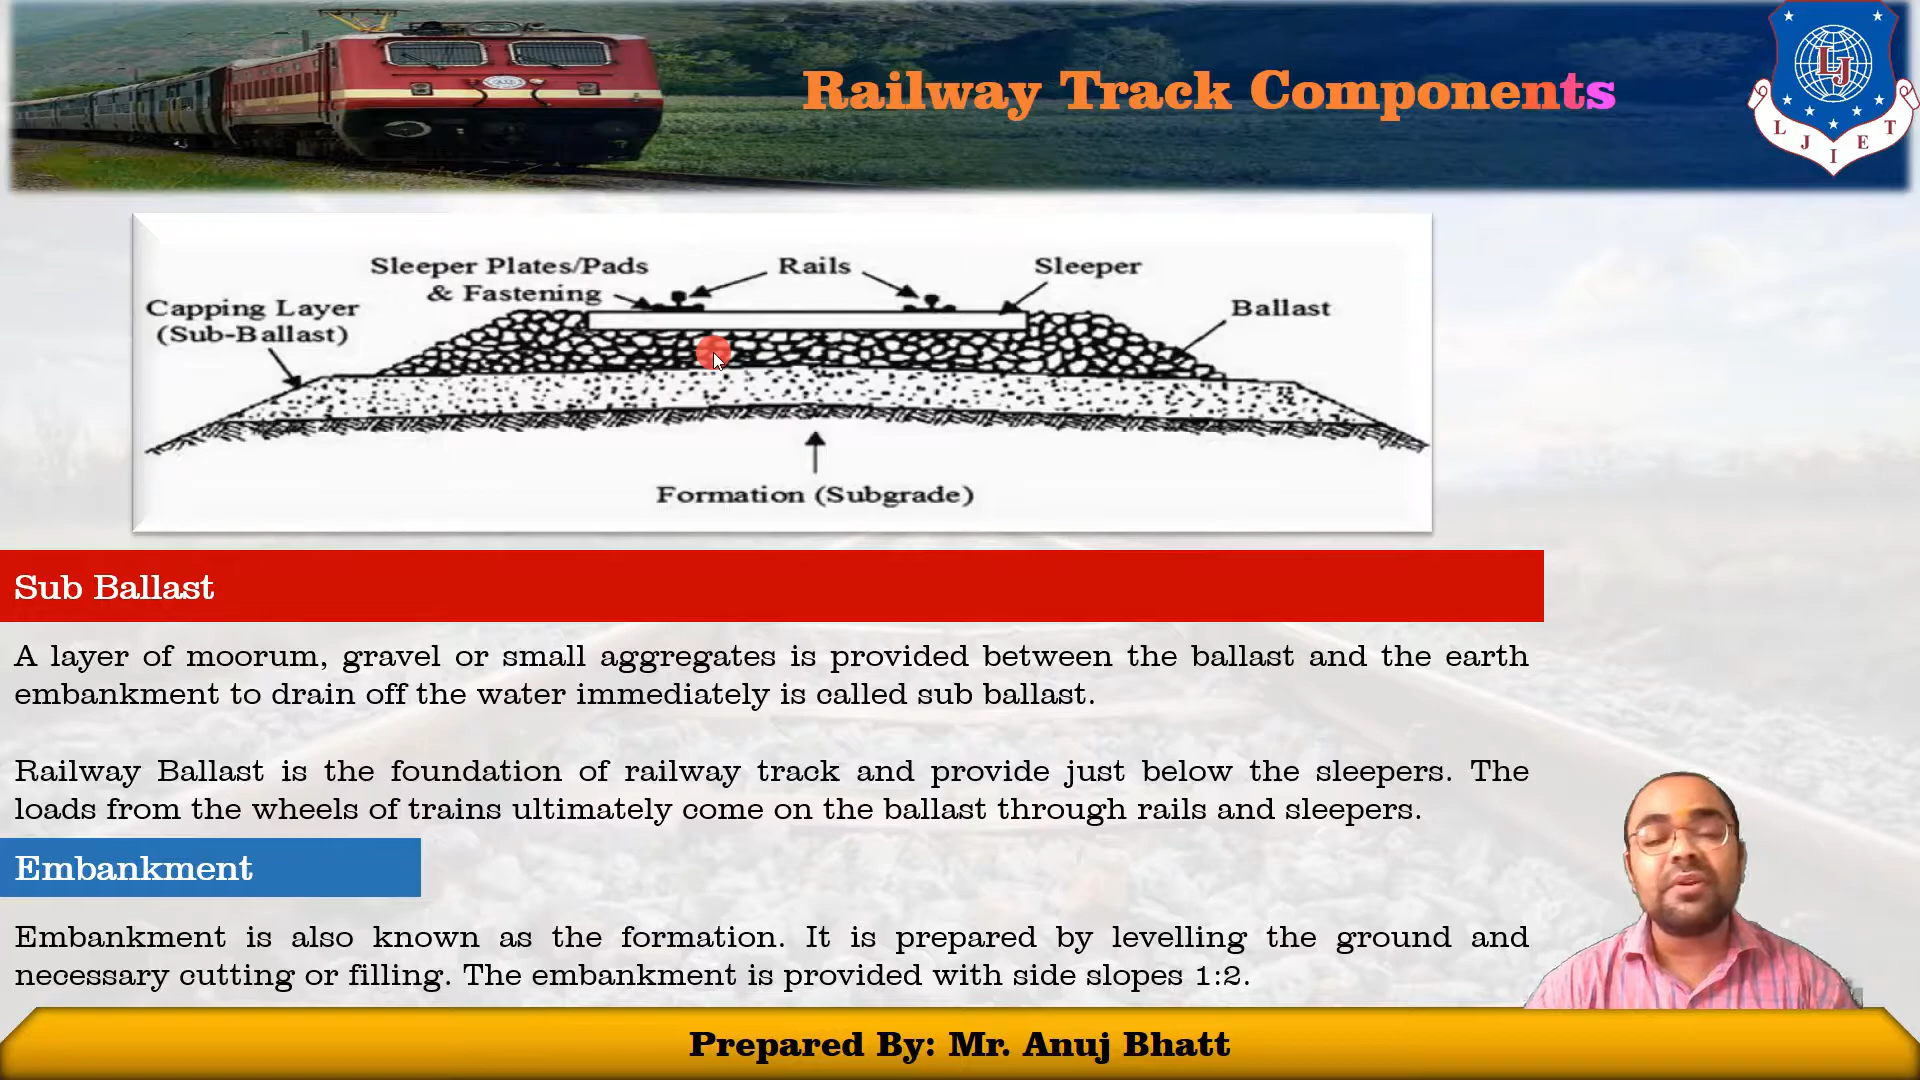 Railway Track Components
LJ
L J I E T
Sleeper Plates/Pads
& Fastening
Rails
Sleeper
Capping Layer
(Sub-Ballast)
Ballast
Formation (Subgrade)
Sub Ballast
A layer of moorum, gravel or small aggregates is provided between the ballast and the earth
embankment to drain off the water immediately is called sub ballast.
Railway Ballast is the foundation of railway track and provide just below the sleepers. The
loads from the wheels of trains ultimately come on the ballast through rails and sleepers.
Embankment
Embankment is also known as the formation. It is prepared by levelling the ground and
necessary cutting or filling. The embankment is provided with side slopes 1:2.
Prepared By: Mr. Anuj Bhatt